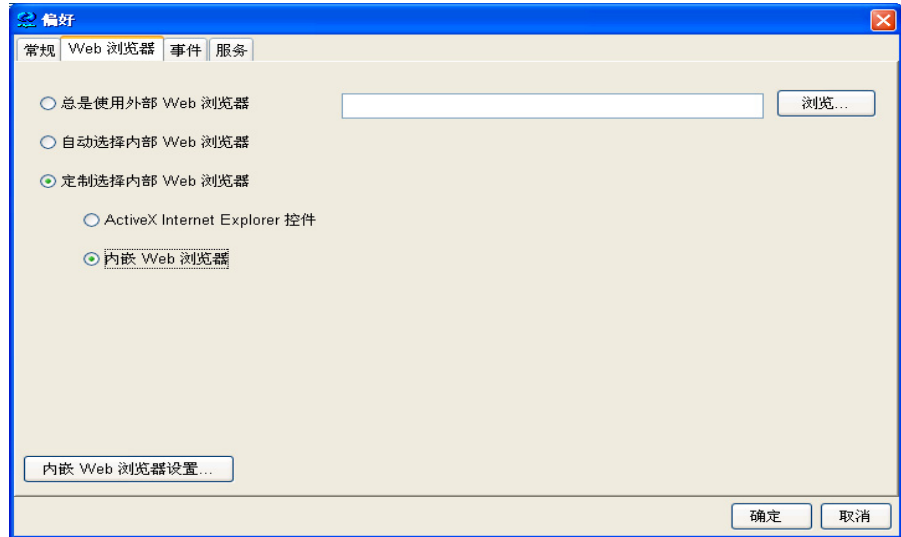 偏好
常规 Web 浏览器 事件 服务
总是使用外部 Web 浏览器 浏览...
自动选择内部 Web 浏览器
定制选择内部 Web 浏览器
ActiveX Internet Explorer 控件
内嵌 Web 浏览器
内嵌 Web 浏览器设置...
确定 取消